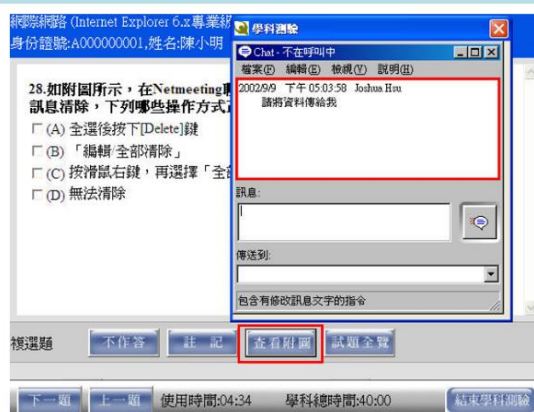 網際網路 (Internet Explorer 6.x專業級
身份證號:A000000001,姓名:陳小明
學科測驗
Chat - 不在呼叫中
檔案(F) 編輯(E) 檢視(V) 說明(H)
2002/9/9 下午 05:03:58 Joshua Hsu
請將資料傳給我
28.如附圖所示，在Netmeeting
訊息清除，下列哪些操作方式
(A) 全選後按下[Delete]鍵
(B) 「編輯/全部清除」
(C) 按滑鼠右鍵，再選擇「全
(D) 無法清除
訊息:
傳送到:
包含有修改訊息文字的指令
複選題 不作答 註 記 查看附圖 試題全覽
下一題 上一題 使用時間:04:34 學科總時間:40:00 結束學科測驗